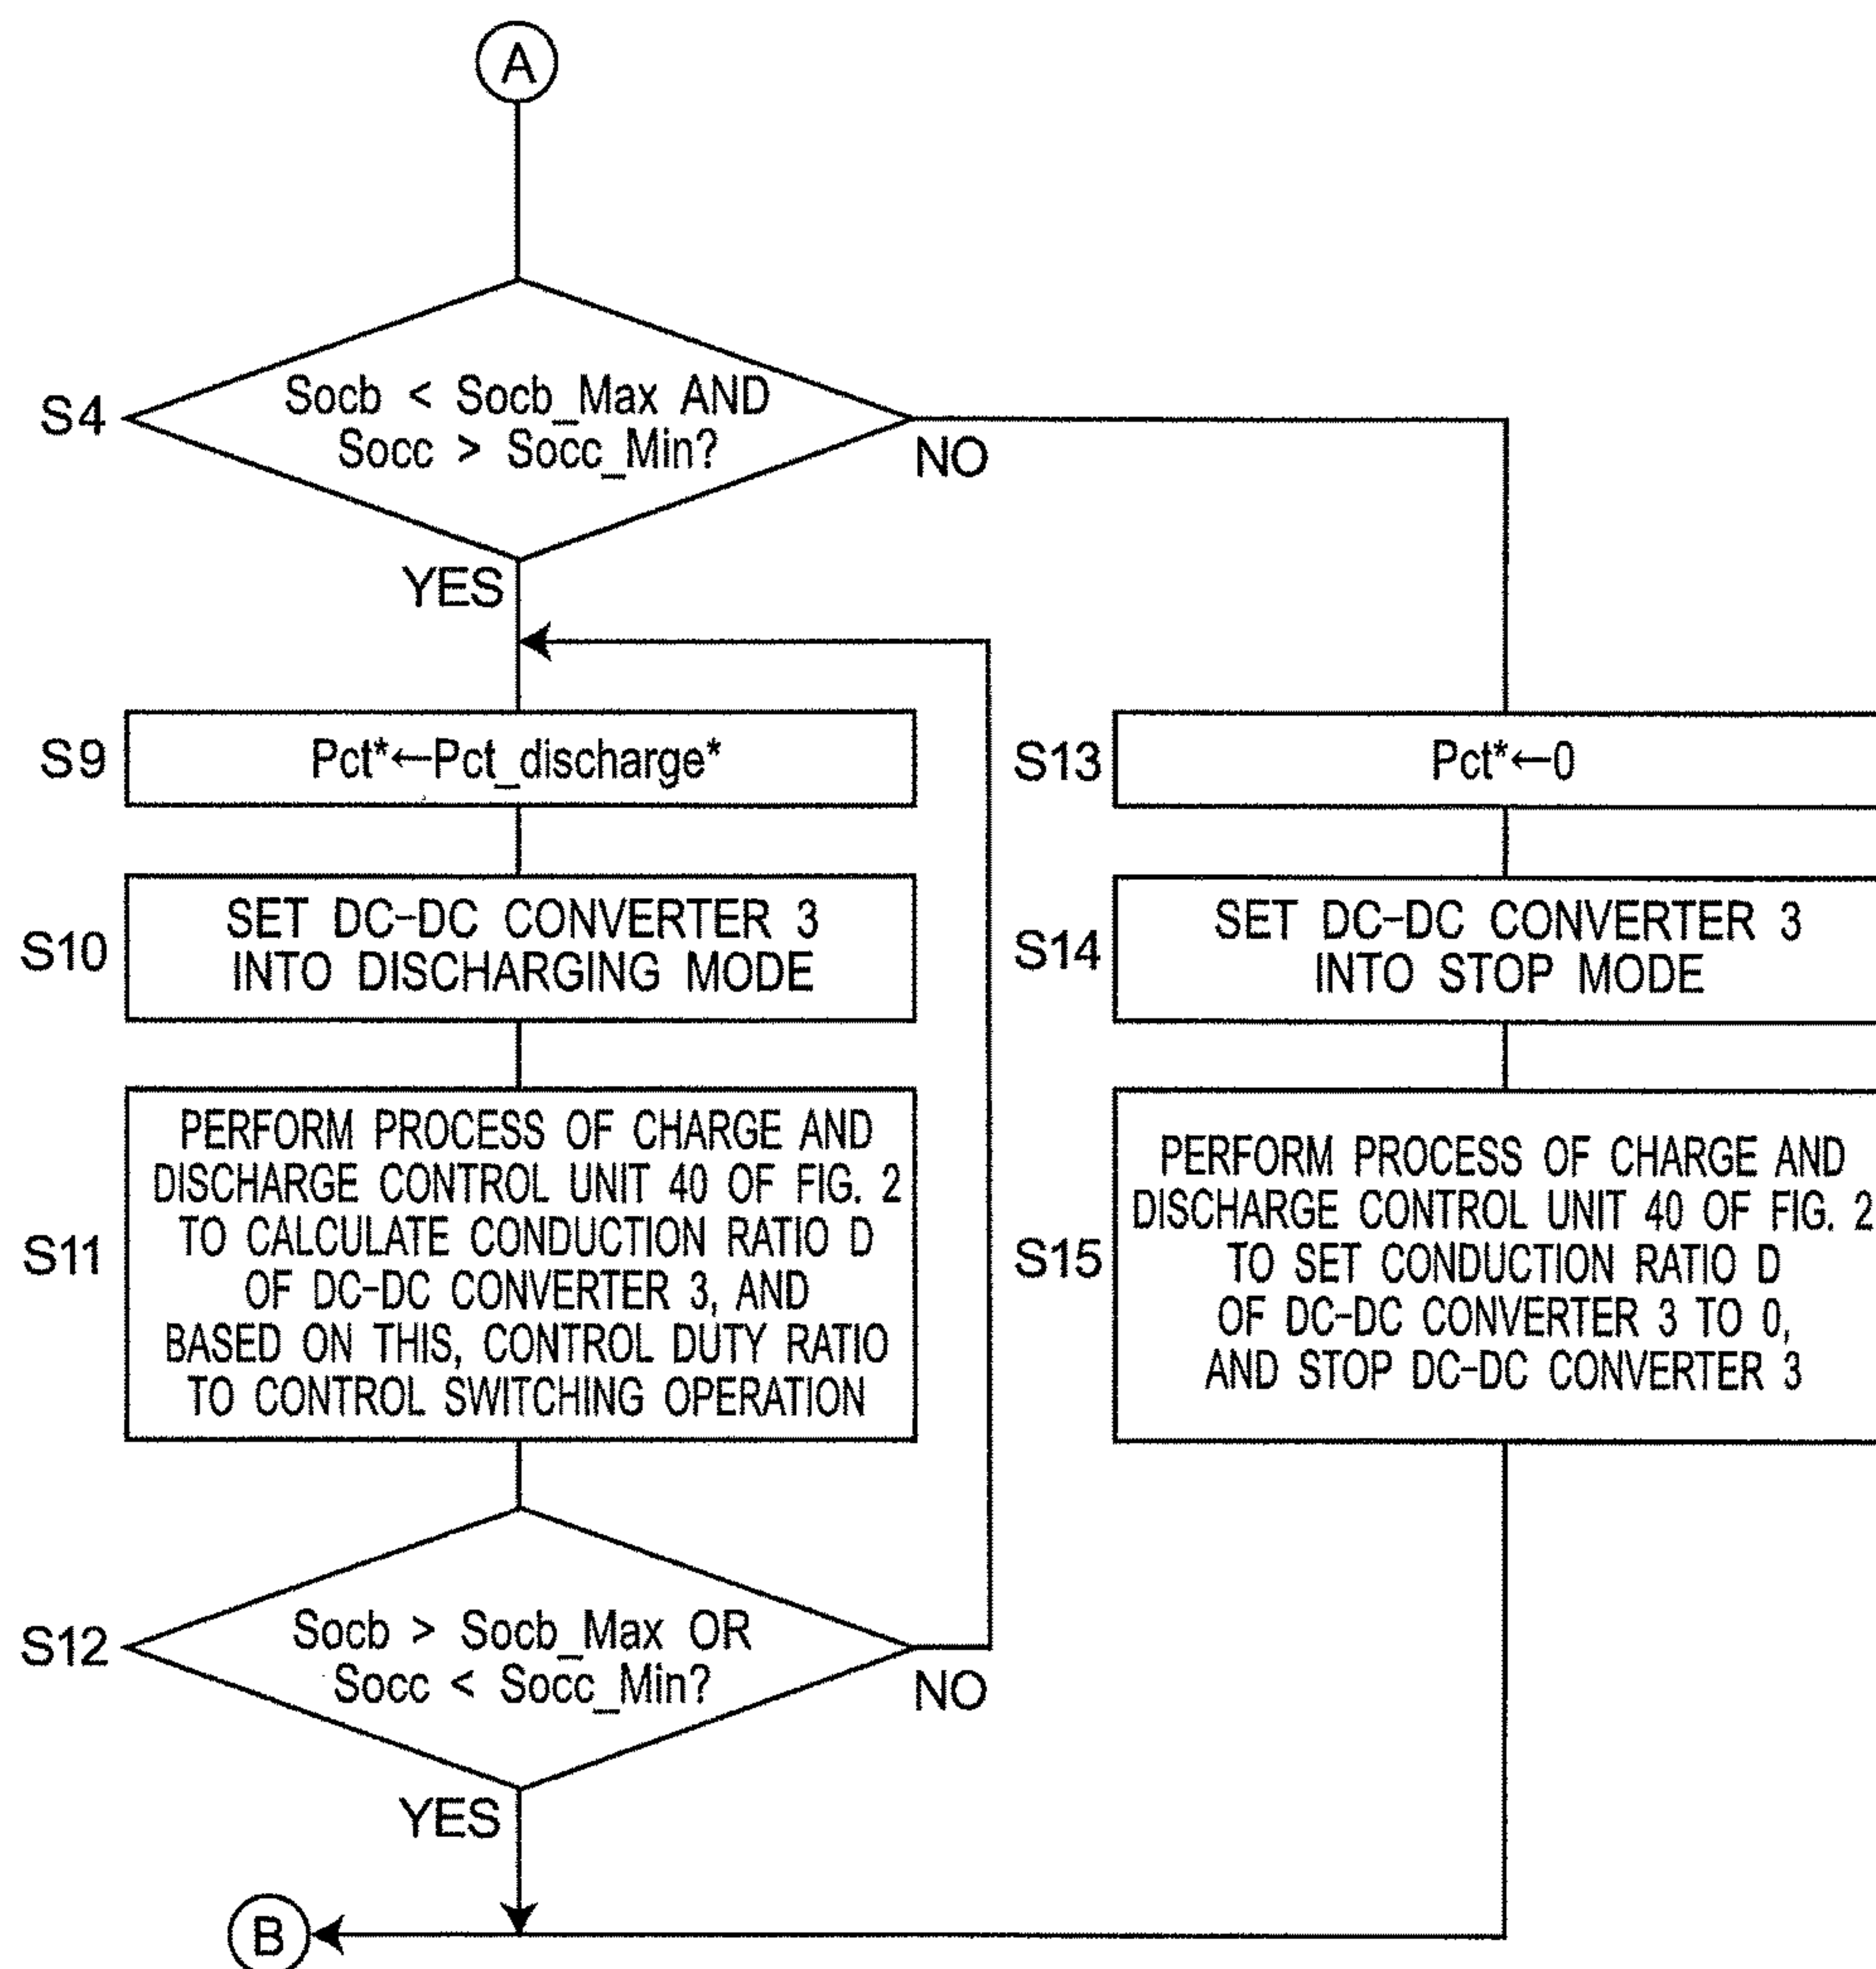 A
S4
Socb < Socb_Max AND
Socc > Socc_Min?
NO
YES
S9
Pct*←Pct_discharge*
S13
Pct*←0
S10
SET DC-DC CONVERTER 3
INTO DISCHARGING MODE
S14
SET DC-DC CONVERTER 3
INTO STOP MODE
S11
PERFORM PROCESS OF CHARGE AND
DISCHARGE CONTROL UNIT 40 OF FIG. 2
TO CALCULATE CONDUCTION RATIO D
OF DC-DC CONVERTER 3, AND
BASED ON THIS, CONTROL DUTY RATIO
TO CONTROL SWITCHING OPERATION
S15
PERFORM PROCESS OF CHARGE AND
DISCHARGE CONTROL UNIT 40 OF FIG. 2
TO SET CONDUCTION RATIO D
OF DC-DC CONVERTER 3 TO 0,
AND STOP DC-DC CONVERTER 3
S12
Socb > Socb_Max OR
Socc < Socc_Min?
NO
YES
B